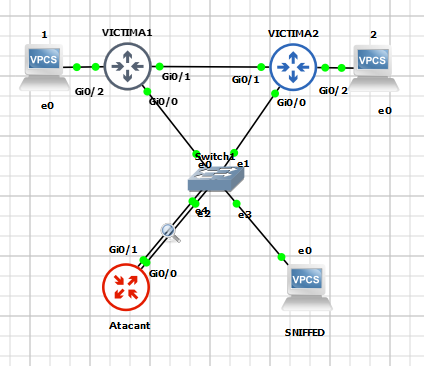 1
VICTIMA1
VICTIMA2
2
VPCS
VPCS
Gi0/1
Gi0/1
e0
Gi0/2
Gi0/0
Gi0/0
Gi0/2
e0
Switch1
e0
e1
e4
e2
e3
Gi0/1
Gi0/0
e0
VPCS
Atacant
SNIFFED